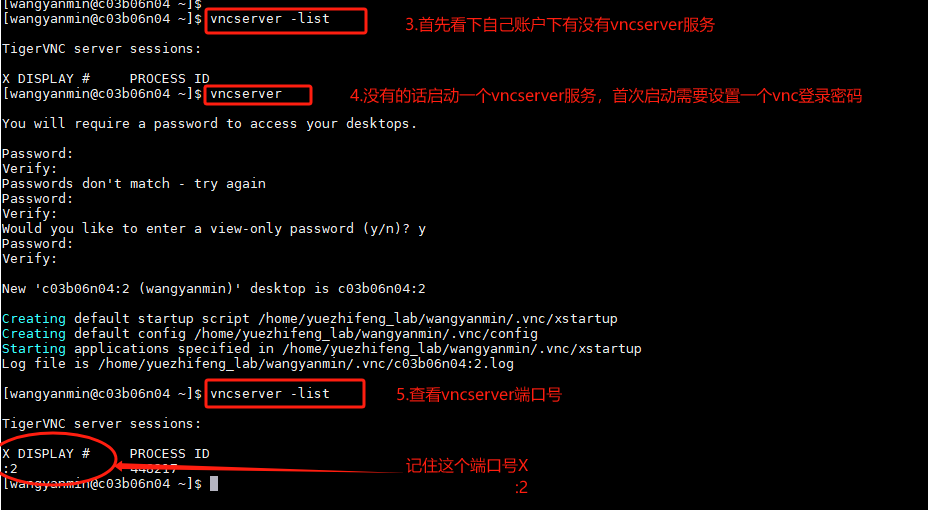 [wangyanmin@c03b06n04 ~]$
[wangyanmin@c03b06n04 ~]$ vncserver -list
3.首先看下自己账户下有没有vncserver服务
TigerVNC server sessions:
X DISPLAY # PROCESS ID
[wangyanmin@c03b06n04 ~]$ vncserver
4.没有的话启动一个vncserver服务，首次启动需要设置一个vnc登录密码
You will require a password to access your desktops.
Password:
Verify:
Passwords don't match - try again
Password:
Verify:
Would you like to enter a view-only password (y/n)? y
Password:
Verify:
New 'c03b06n04:2 (wangyanmin)' desktop is c03b06n04:2
Creating default startup script /home/yuezhifeng_lab/wangyanmin/.vnc/xstartup
Creating default config /home/yuezhifeng_lab/wangyanmin/.vnc/config
Starting applications specified in /home/yuezhifeng_lab/wangyanmin/.vnc/xstartup
Log file is /home/yuezhifeng_lab/wangyanmin/.vnc/c03b06n04:2.log
[wangyanmin@c03b06n04 ~]$ vncserver -list
5.查看vncserver端口号
TigerVNC server sessions:
X DISPLAY # PROCESS ID
:2 448217
记住这个端口号X
:2
[wangyanmin@c03b06n04 ~]$